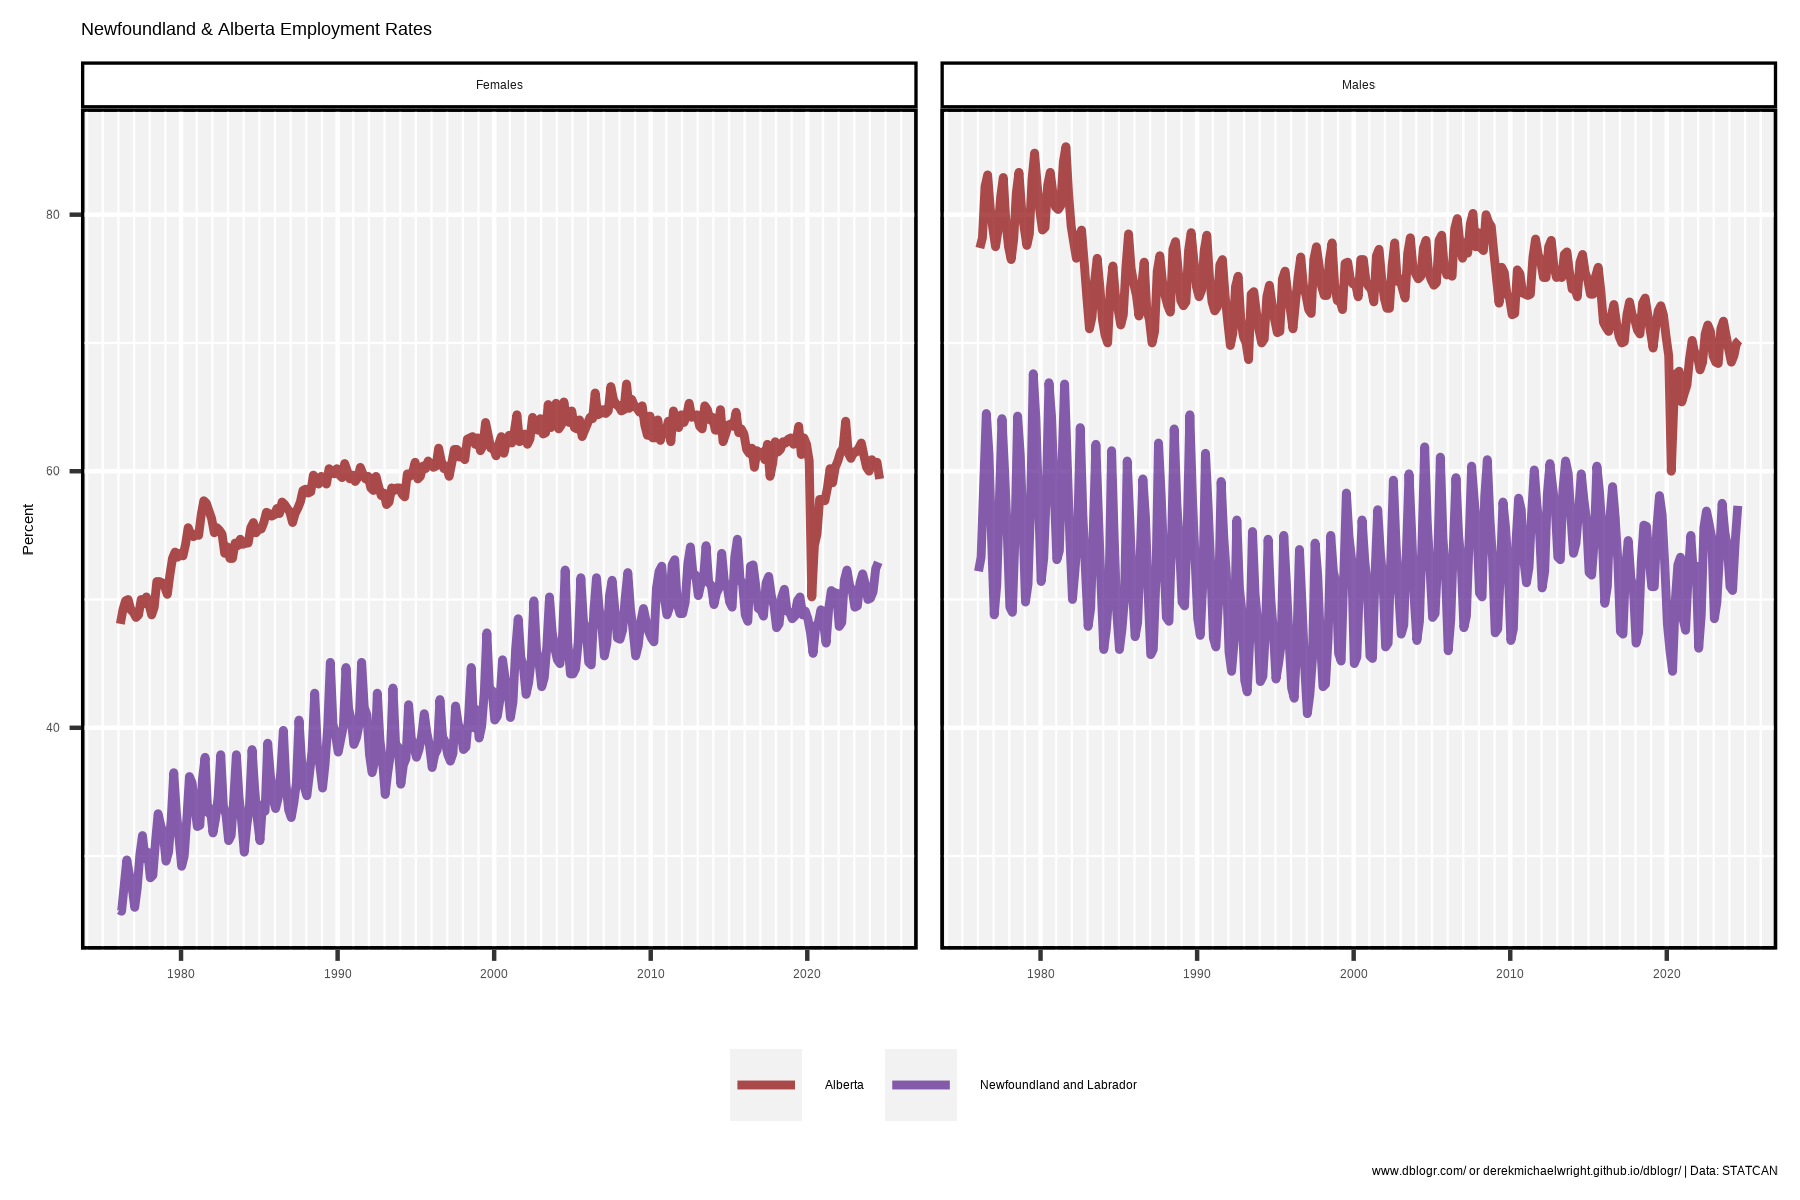 Newfoundland & Alberta Employment Rates
Females
Males
Percent
80
60
40
1980
1990
2000
2010
2020
1980
1990
2000
2010
2020
Alberta
Newfoundland and Labrador
www.dblogr.com/ or derekmichaelwright.github.io/dblogr/ | Data: STATCAN